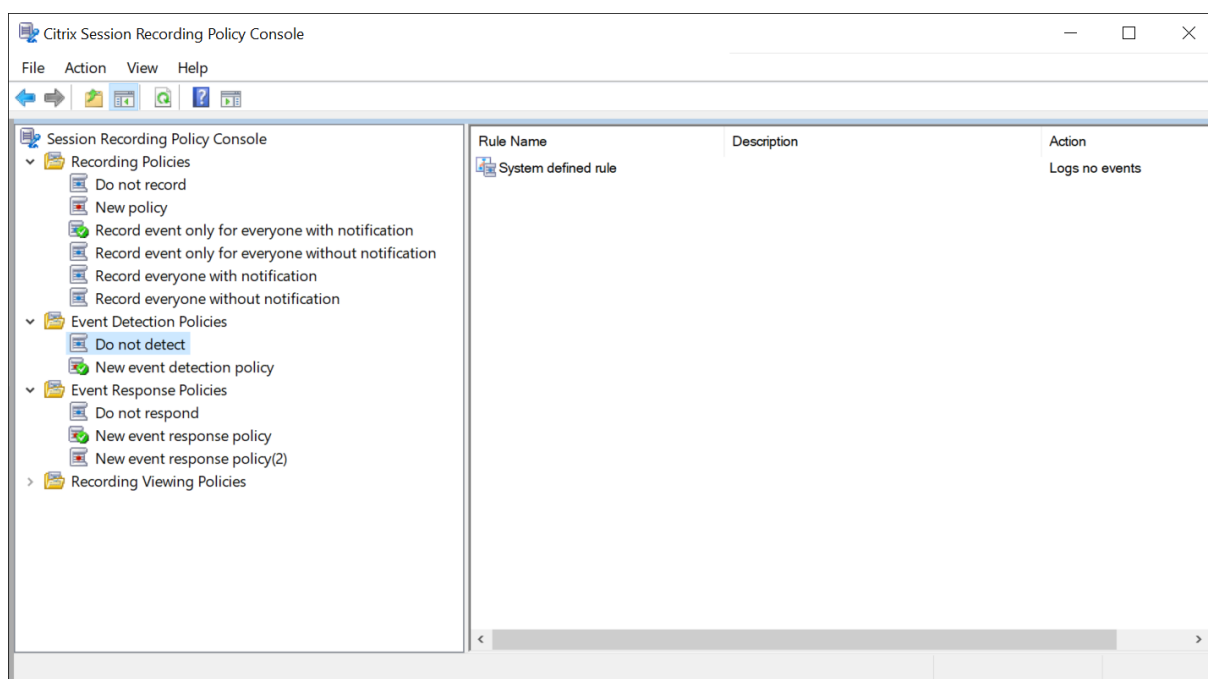 Citrix Session Recording Policy Console
File Action View Help
Session Recording Policy Console
Recording Policies
Do not record
New policy
Record event only for everyone with notification
Record event only for everyone without notification
Record everyone with notification
Record everyone without notification
Event Detection Policies
Do not detect
New event detection policy
Event Response Policies
Do not respond
New event response policy
New event response policy(2)
Recording Viewing Policies
Rule Name Description Action
System defined rule Logs no events